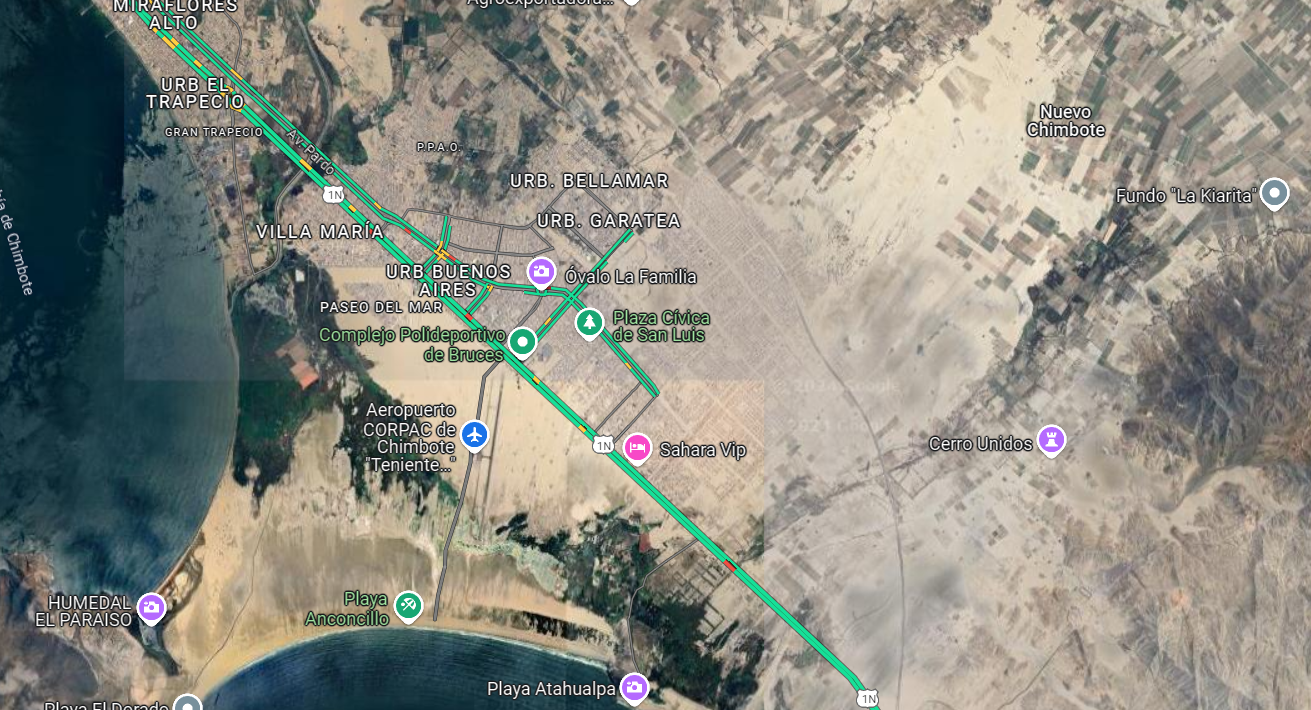 Agroexportadora...
MIRAFLORES
ALTO
URB EL
TRAPECIO
GRAN TRAPECIO
Av. Pardo
P.P.A.O.
Nuevo
Chimbote
Fundo "La Kiarita"
1N
URB. BELLAMAR
URB. GARATEA
VILLA MARÍA
ía de Chimbote
URB BUENOS
AIRES
Óvalo La Familia
PASEO DEL MAR
Plaza Cívica
de San Luis
Complejo Polideportivo
de Bruces
Aeropuerto
CORPAC de
Chimbote
"Teniente..."
1N
Sahara Vip
Cerro Unidos
HUMEDAL
EL PARAISO
Playa
Anconcillo
Playa Atahualpa
1N
Playa El Dorado